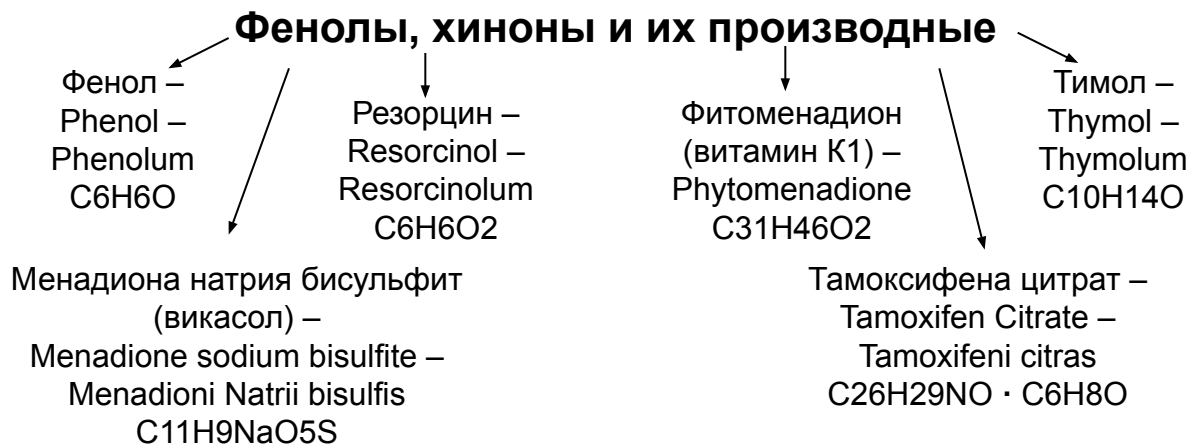 Фенолы, хиноны и их производные
Фенол –
Phenol –
Phenolum
C6H6O
Резорцин –
Resorcinol –
Resorcinolum
C6H6O2
Фитоменадион
(витамин К1) –
Phytomenadione
C31H46O2
Тимол –
Thymol –
Thymolum
C10H14O
Менадиона натрия бисульфит
(викасол) –
Menadione sodium bisulfite –
Menadioni Natrii bisulfis
C11H9NaO5S
Тамоксифена цитрат –
Tamoxifen Citrate –
Tamoxifeni citras
C26H29NO · C6H8O